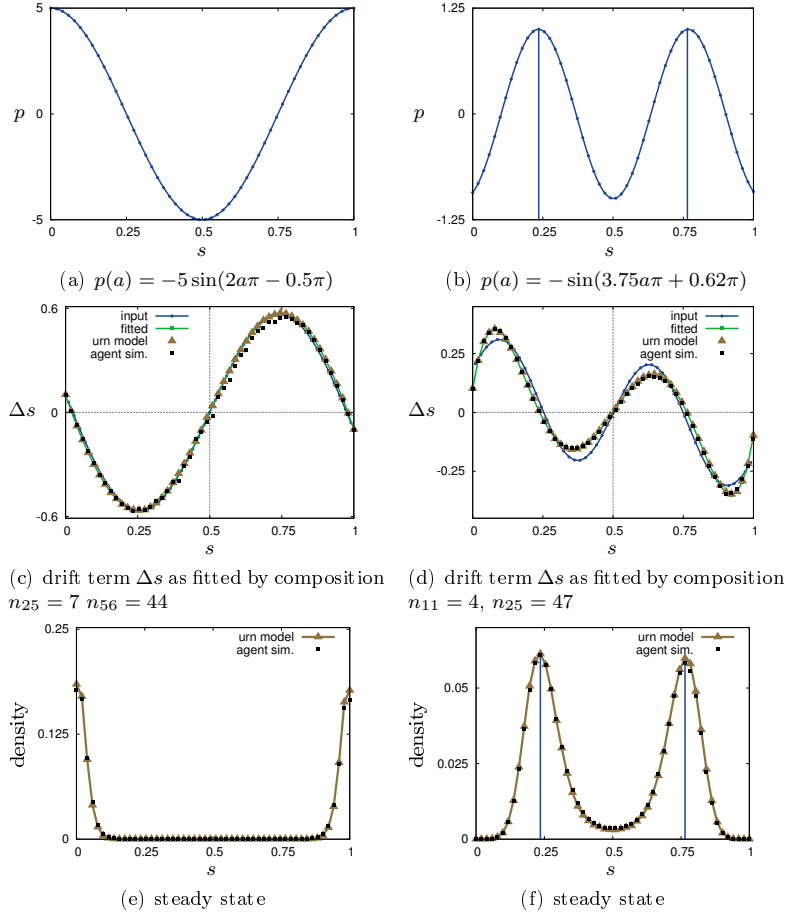 5
0
-5
p
0 0.25 0.5 0.75 1
s
(a) p(a) = −5 sin(2aπ − 0.5π)
1.25
0
-1.25
p
0 0.25 0.5 0.75 1
s
(b) p(a) = − sin(3.75aπ + 0.62π)
0.6
0
-0.6
Δs
input
fitted
urn model
agent sim.
0 0.25 0.5 0.75 1
s
(c) drift term Δs as fitted by composition
n25 = 7 n56 = 44
0.25
0
-0.25
Δs
input
fitted
urn model
agent sim.
0 0.25 0.5 0.75 1
s
(d) drift term Δs as fitted by composition
n11 = 4, n25 = 47
0.25
0.125
0
density
urn model
agent sim.
0 0.25 0.5 0.75 1
s
(e) steady state
0.05
0.025
0
density
urn model
agent sim.
0 0.25 0.5 0.75 1
s
(f) steady state